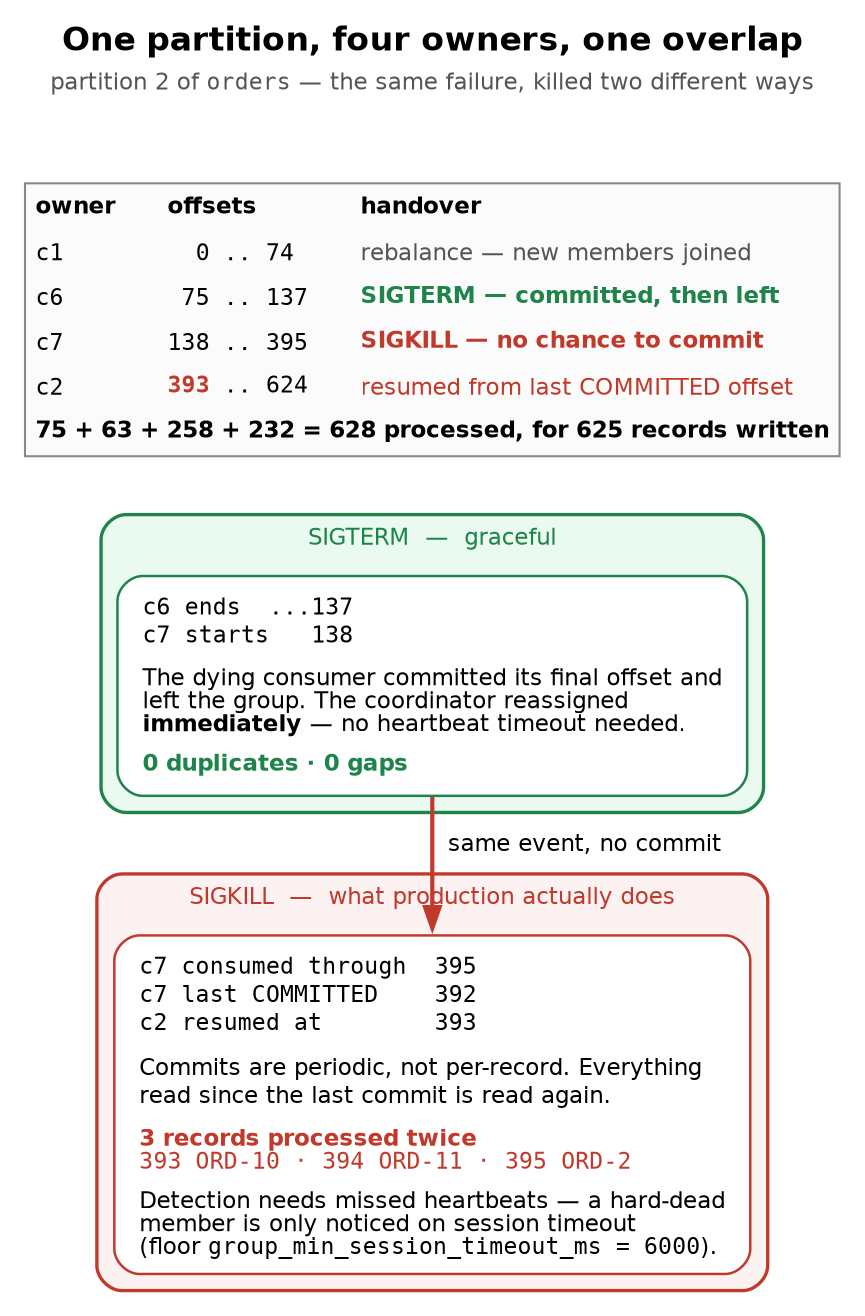 One partition, four owners, one overlap
partition 2 of orders — the same failure, killed two different ways
owner offsets handover
c1 0 .. 74 rebalance — new members joined
c6 75 .. 137 SIGTERM — committed, then left
c7 138 .. 395 SIGKILL — no chance to commit
c2 393 .. 624 resumed from last COMMITTED offset
75 + 63 + 258 + 232 = 628 processed, for 625 records written
SIGTERM — graceful
c6 ends ...137
c7 starts 138
The dying consumer committed its final offset and
left the group. The coordinator reassigned
immediately — no heartbeat timeout needed.
0 duplicates · 0 gaps
same event, no commit
SIGKILL — what production actually does
c7 consumed through 395
c7 last COMMITTED 392
c2 resumed at 393
Commits are periodic, not per-record. Everything
read since the last commit is read again.
3 records processed twice
393 ORD-10 · 394 ORD-11 · 395 ORD-2
Detection needs missed heartbeats — a hard-dead
member is only noticed on session timeout
(floor group_min_session_timeout_ms = 6000).